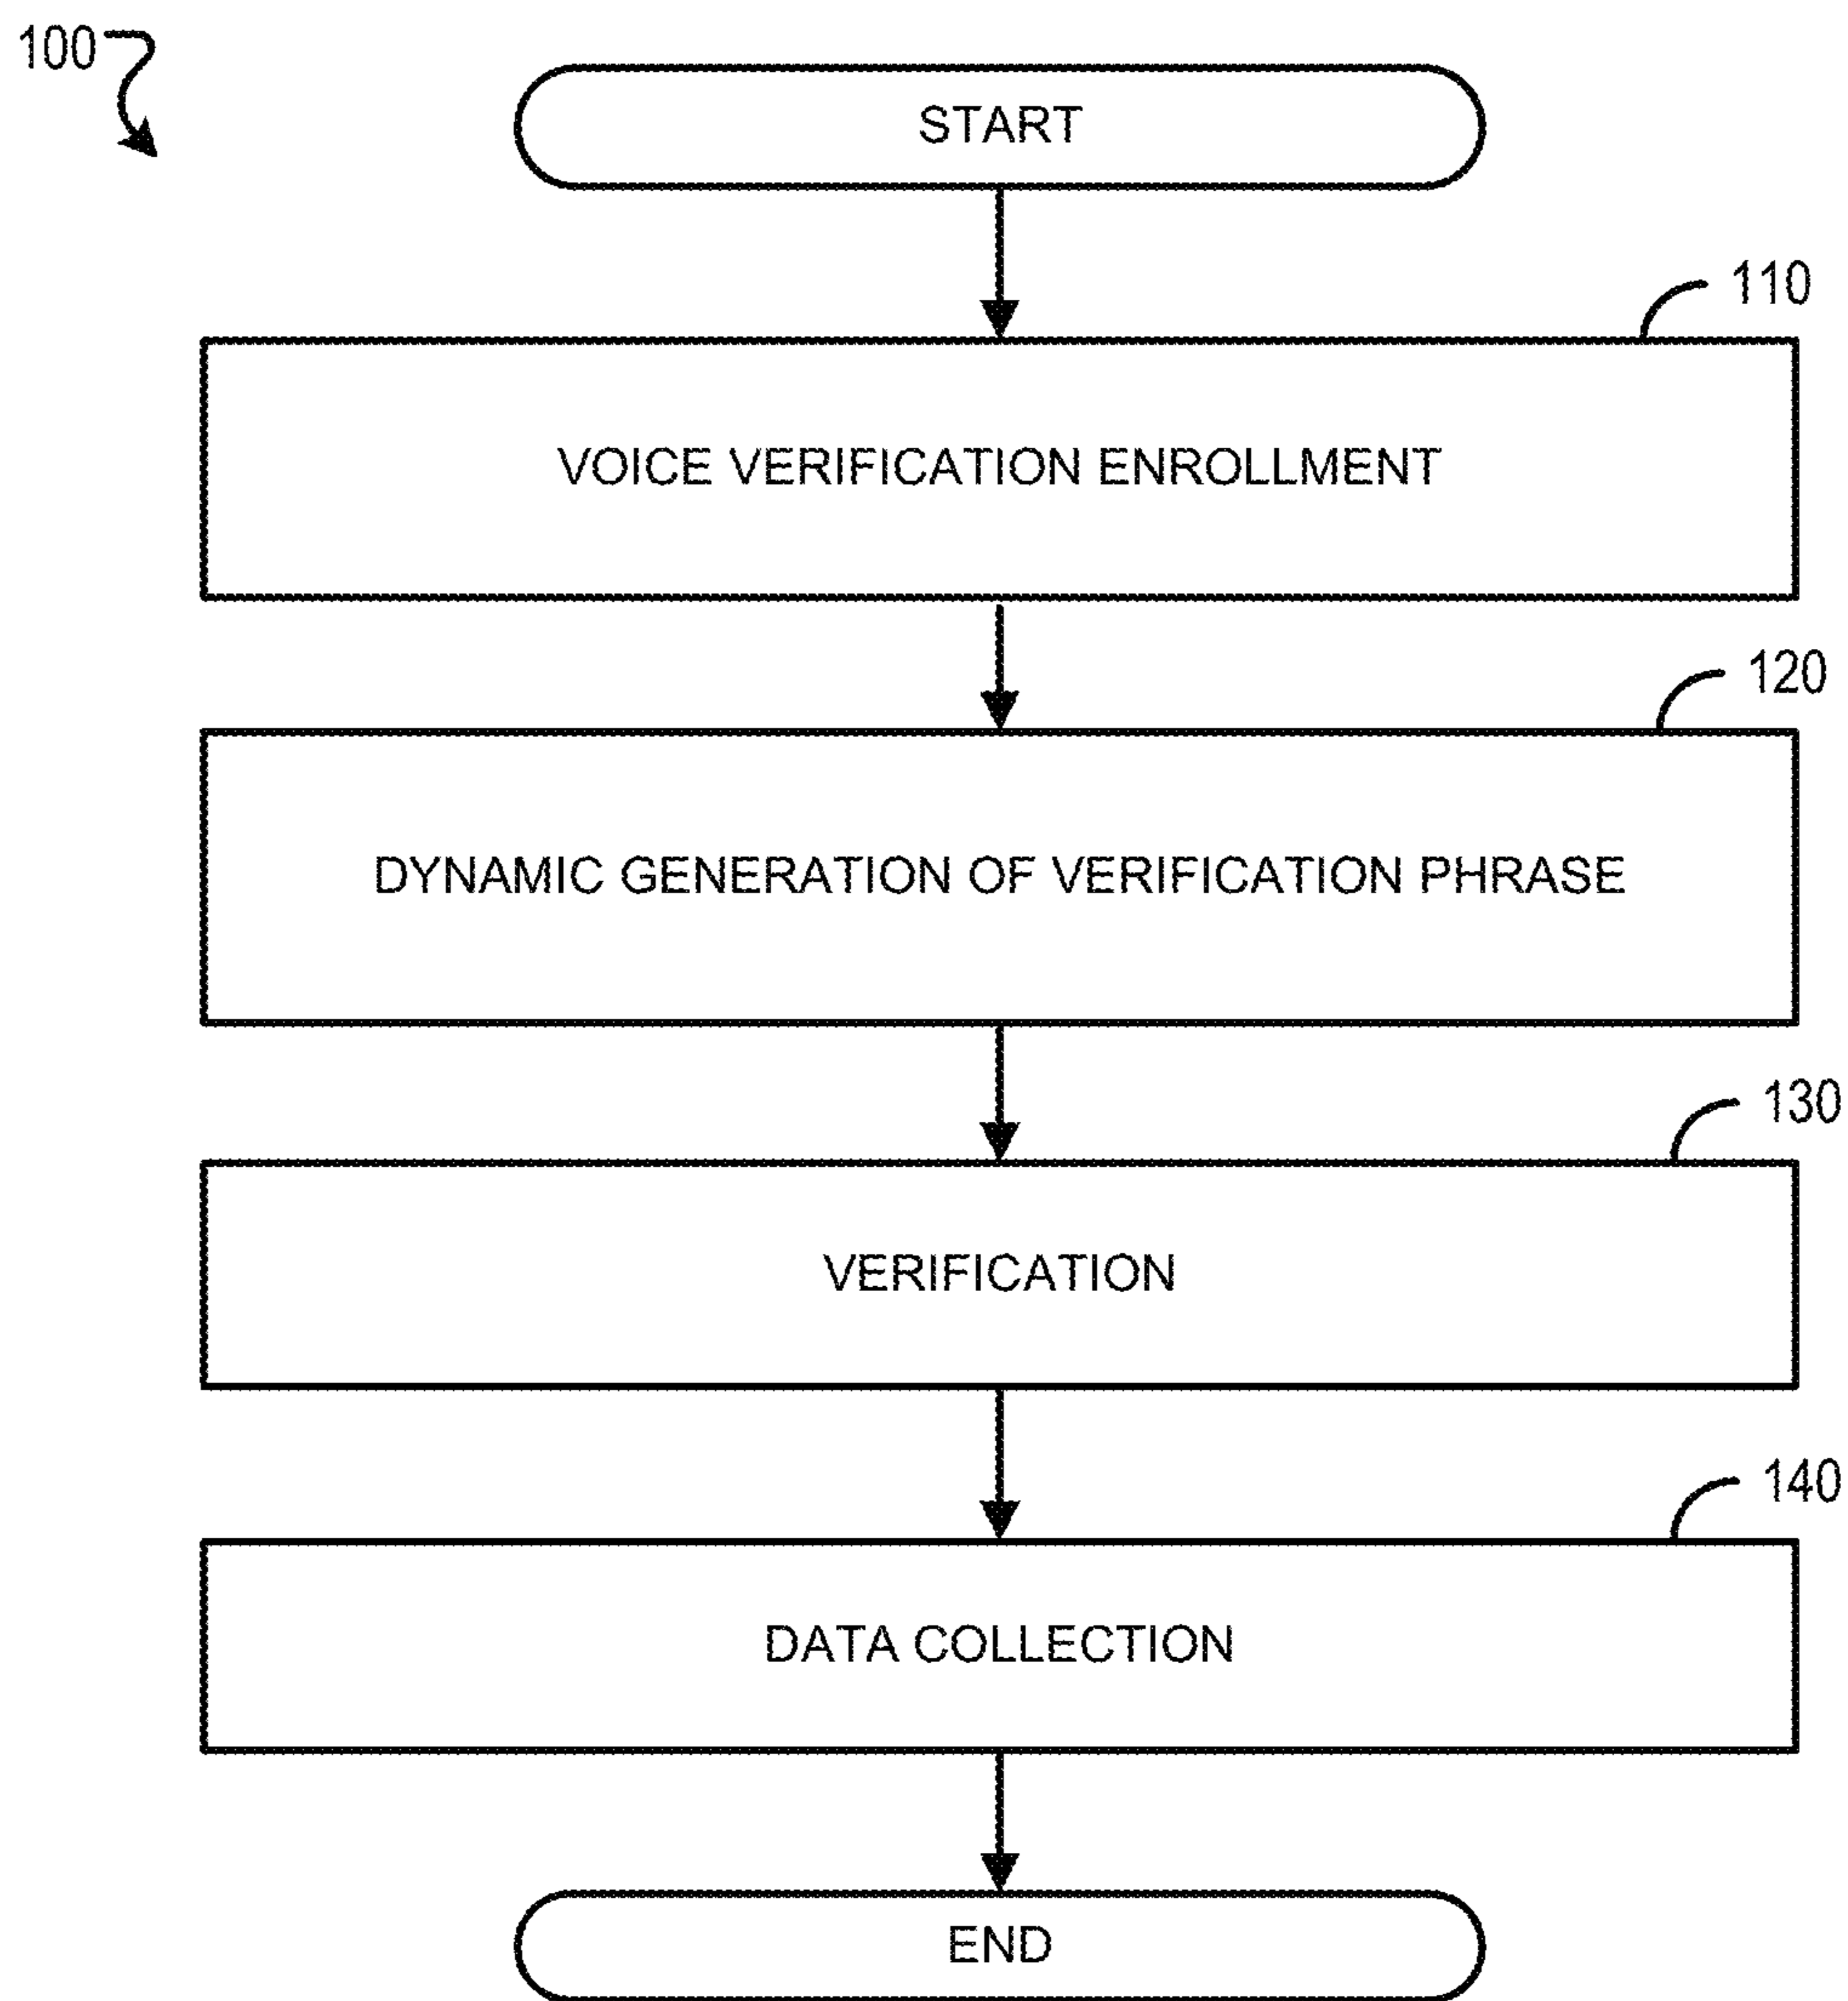 100
START
110
VOICE VERIFICATION ENROLLMENT
120
DYNAMIC GENERATION OF VERIFICATION PHRASE
130
VERIFICATION
140
DATA COLLECTION
END